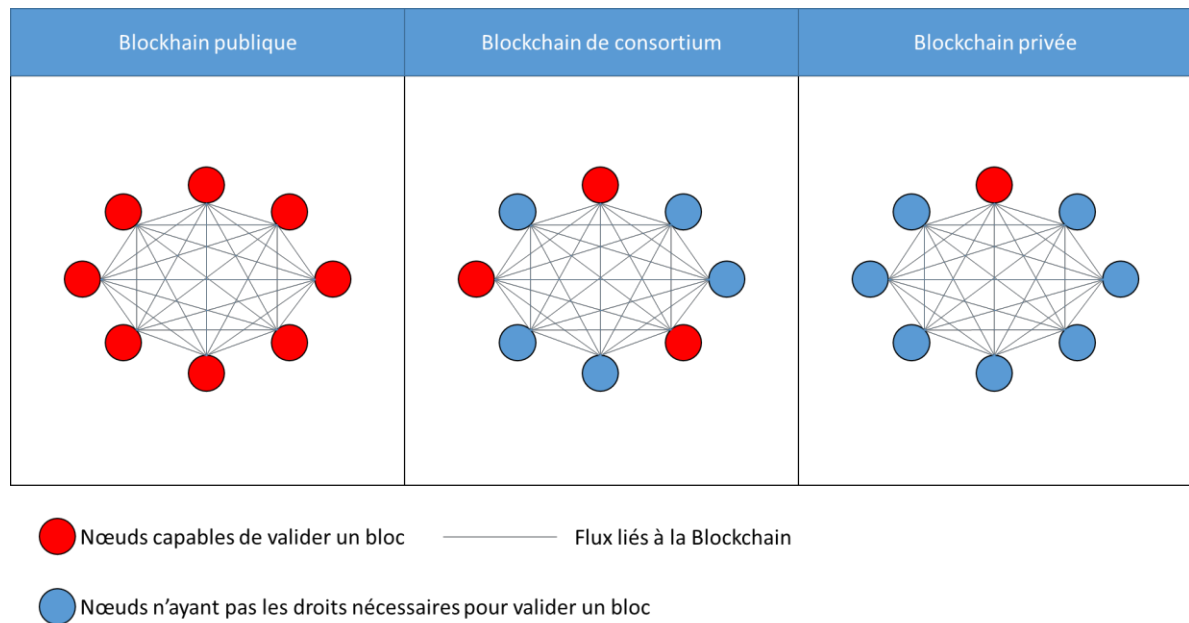 Blockhain publique
Blockchain de consortium
Blockchain privée
Nœuds capables de valider un bloc
Flux liés à la Blockchain
Nœuds n'ayant pas les droits nécessaires pour valider un bloc